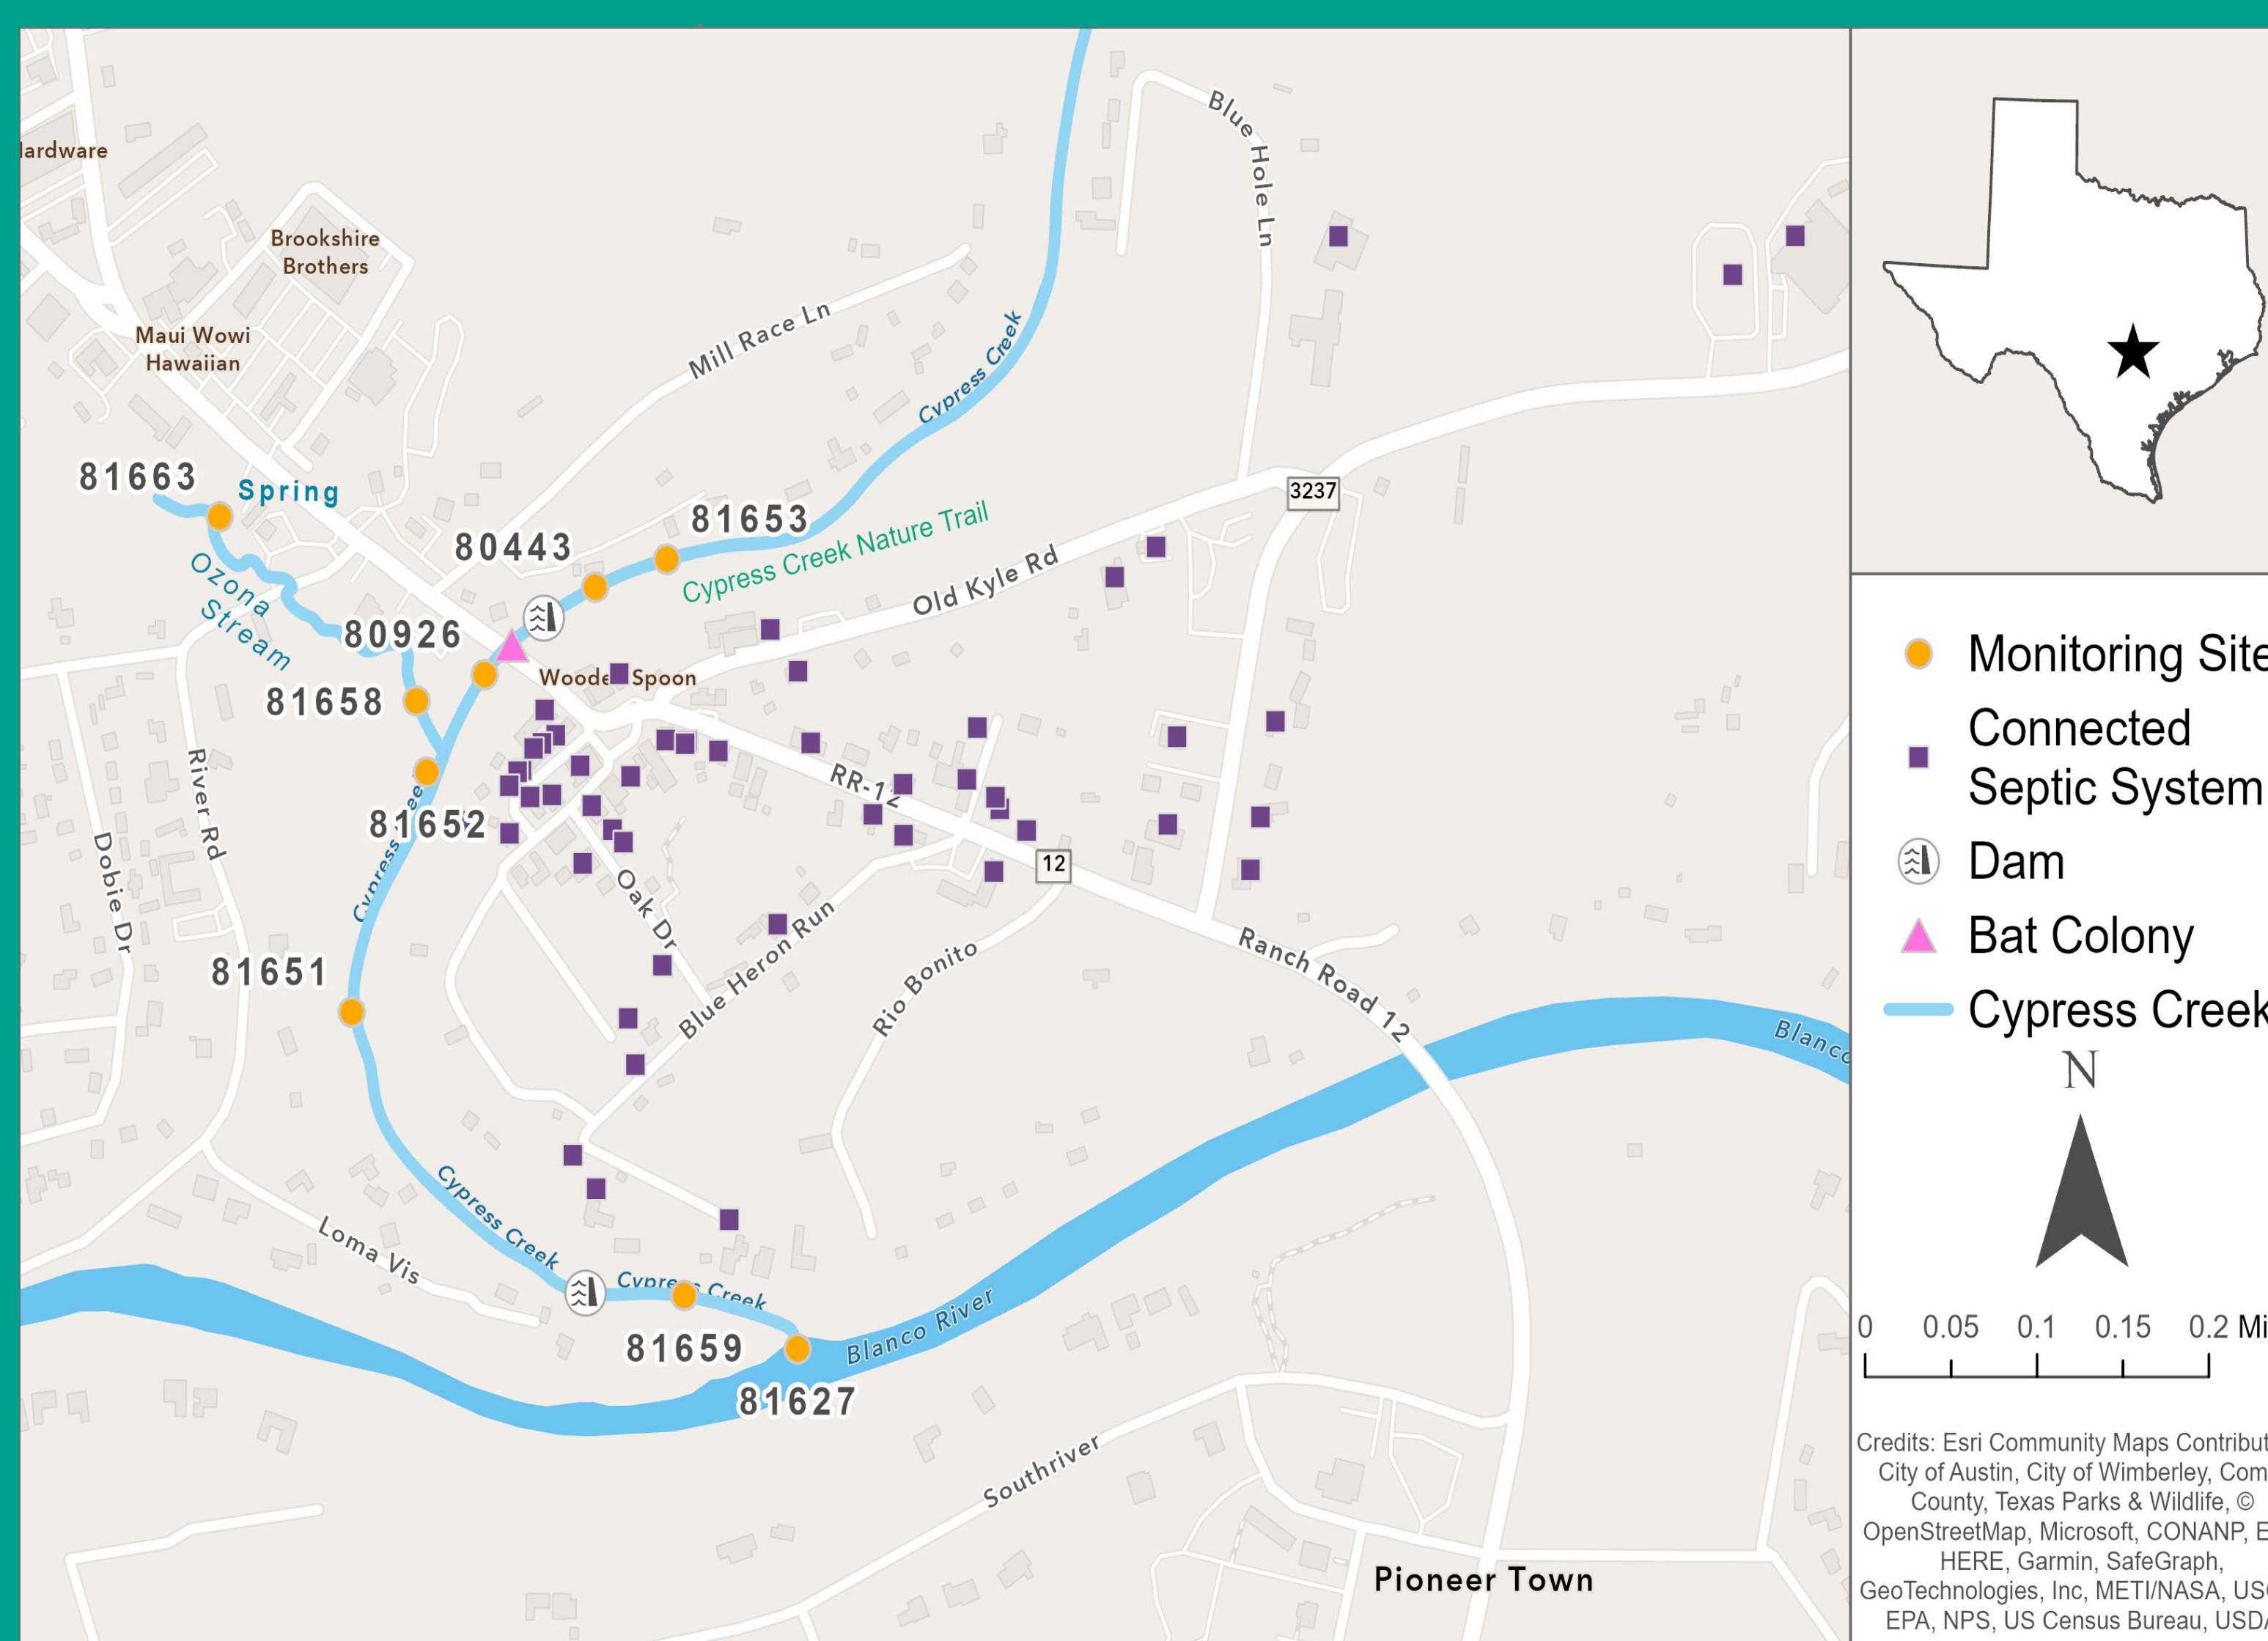 ardware
Brookshire
Brothers
Maui Wowi
Hawaiian
Blue Hole Ln
Mill Race Ln
Cypress Creek
81663
Spring
3237
81653
Cypress Creek Nature Trail
80443
Old Kyle Rd
Ozona
Stream
80926
Spoon
81658
River Rd
RR-12
81652
Cypress
Dobie Dr
12
Oak Dr
81651
Blue Heron Run
Rio Bonito
Ranch Road 12
Blanco
Cypress Creek
Loma Vis
Cypress Creek
81659
Blanco River
81627
Southriver
Pioneer Town
Monitoring Site
Connected
Septic System
Dam
Bat Colony
Cypress Creek
N
0 0.05 0.1 0.15 0.2 Mi
Credits: Esri Community Maps Contribut
City of Austin, City of Wimberley, Com
County, Texas Parks & Wildlife, ©
OpenStreetMap, Microsoft, CONANP, E
HERE, Garmin, SafeGraph,
GeoTechnologies, Inc, METI/NASA, US
EPA, NPS, US Census Bureau, USDA